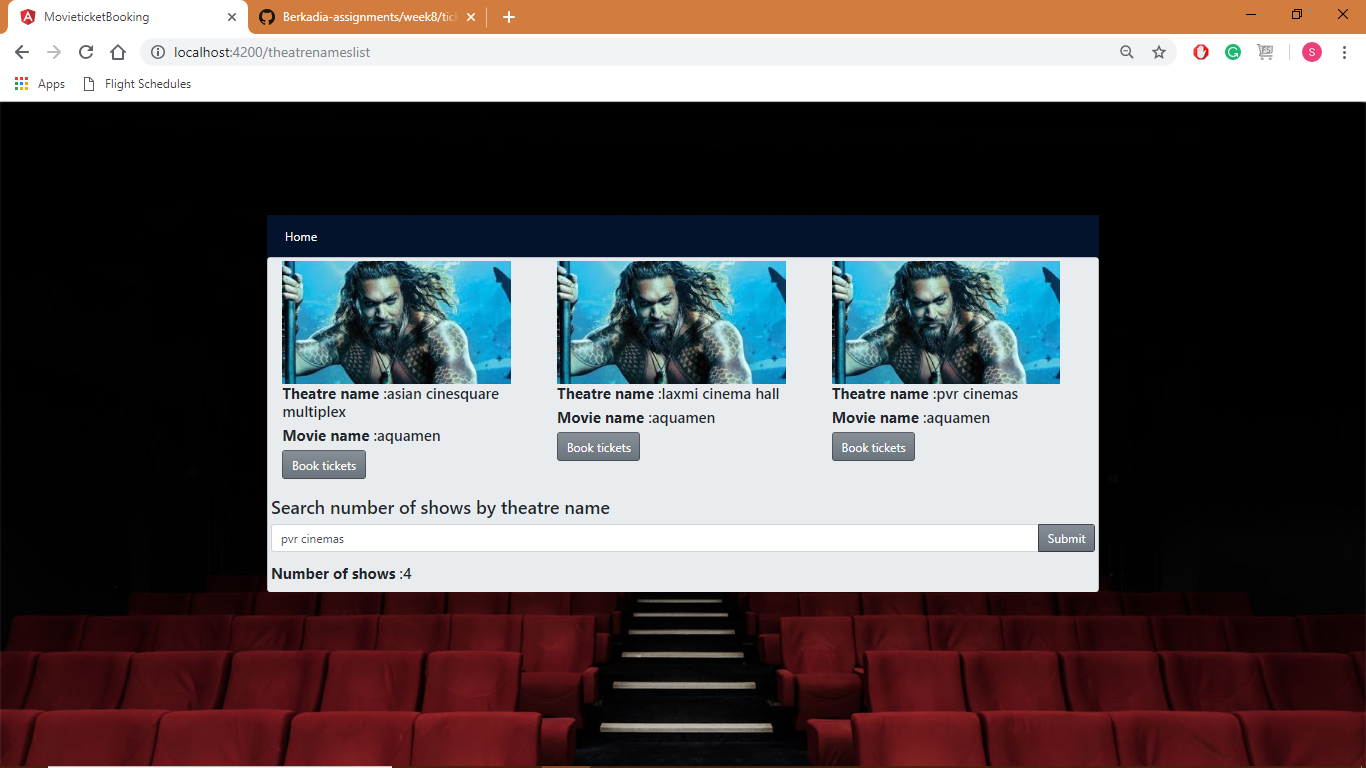 MovieticketBooking
Berkadia-assignments/week8/tick
localhost:4200/theatrenameslist
S
Apps
Flight Schedules
Home
Theatre name :asian cinesquare
multiplex
Movie name :aquamen
Book tickets
Theatre name :laxmi cinema hall
Movie name :aquamen
Book tickets
Theatre name :pvr cinemas
Movie name :aquamen
Book tickets
Search number of shows by theatre name
pvr cinemas
Submit
Number of shows :4